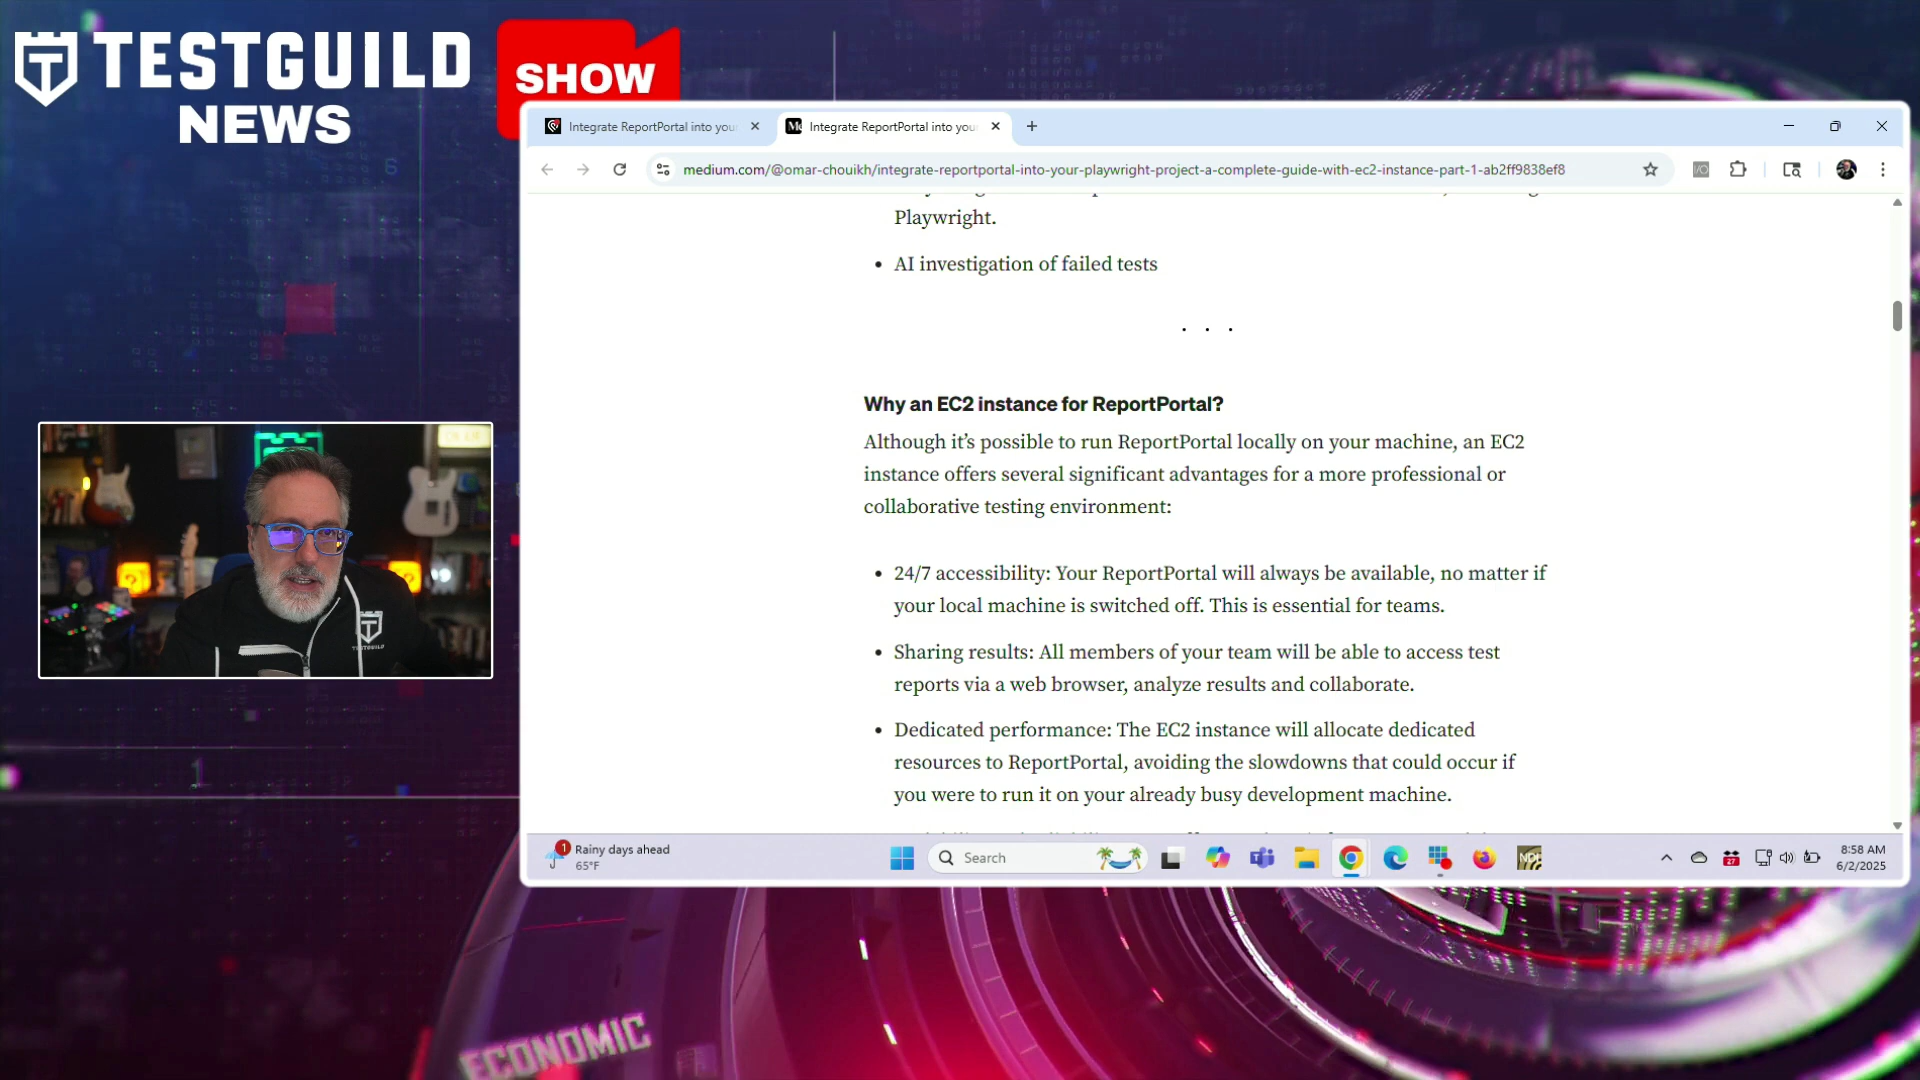 TESTGUILD
NEWS
SHOW
Integrate ReportPortal into your
Integrate ReportPortal into your
medium.com/@omar-chouikh/integrate-reportportal-into-your-playwright-project-a-complete-guide-with-ec2-instance-part-1-ab2ff9838ef8
Playwright.
• AI investigation of failed tests
. . .
Why an EC2 instance for ReportPortal?
Although it’s possible to run ReportPortal locally on your machine, an EC2
instance offers several significant advantages for a more professional or
collaborative testing environment:
• 24/7 accessibility: Your ReportPortal will always be available, no matter if
your local machine is switched off. This is essential for teams.
• Sharing results: All members of your team will be able to access test
reports via a web browser, analyze results and collaborate.
• Dedicated performance: The EC2 instance will allocate dedicated
resources to ReportPortal, avoiding the slowdowns that could occur if
you were to run it on your already busy development machine.
1
Rainy days ahead
65°F
Search
27
NDI
8:58 AM
6/2/2025
TESTGUILD
ECONOMIC